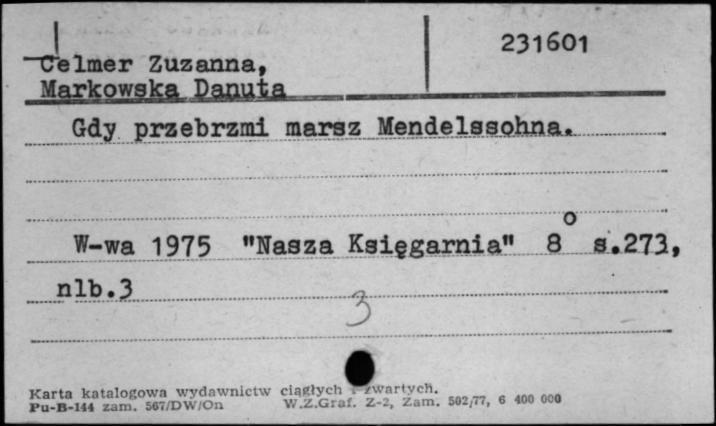 231601
Celmer Zuzanna,
Markowska Danuta
Gdy przebrzmi marsz Mendelssohna.
W-wa 1975 "Nasza Księgarnia" 8° s.273,
nlb.3
3
Karta katalogowa wydawnictw ciągłych i zwartych.
Pu-B-144 zam. 567/DW/On W.Z.Graf. Z-2, Zam. 502/77, 6 400 000